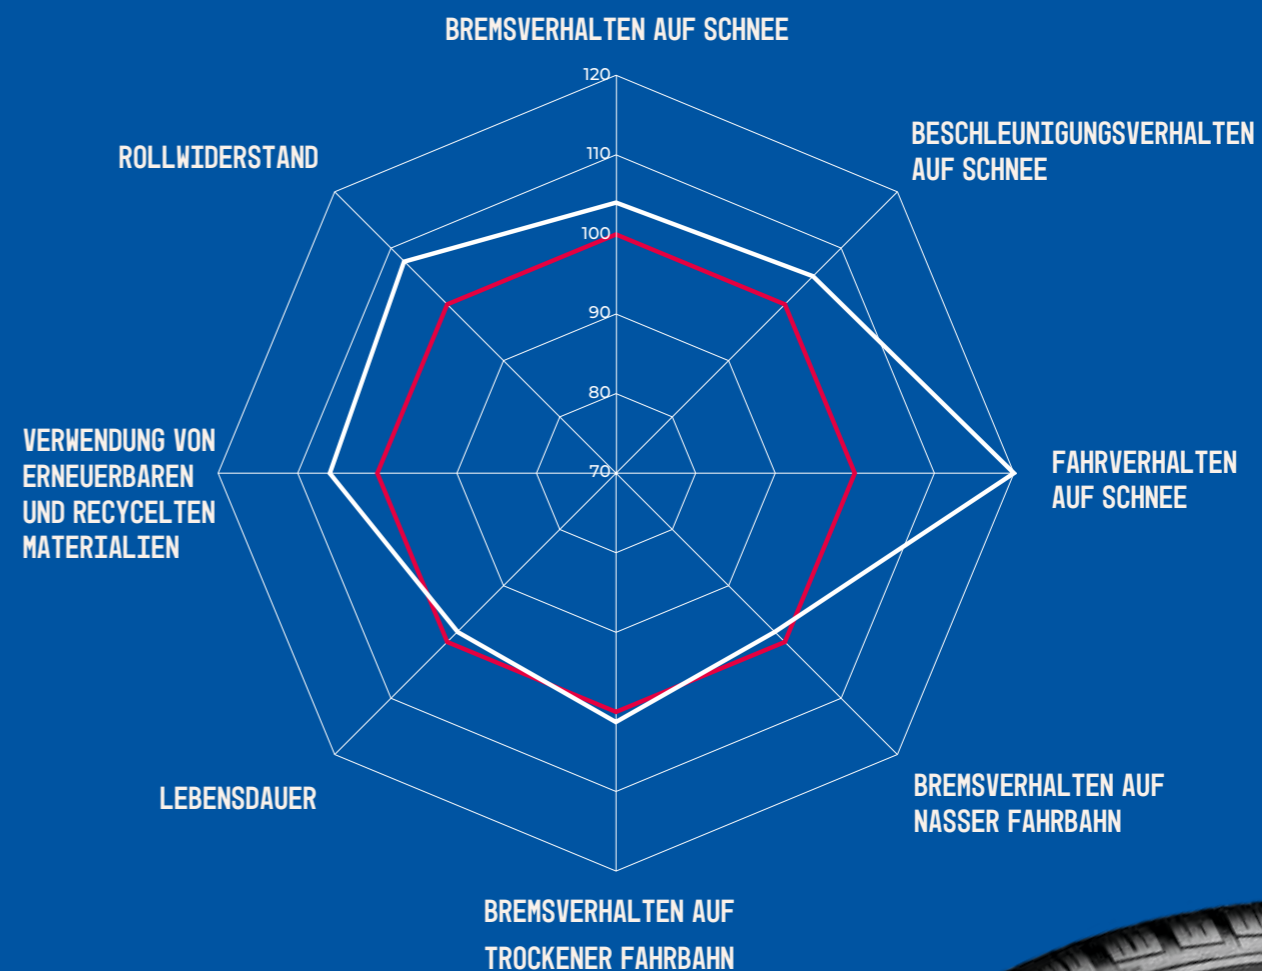 BREMSVERHALTEN AUF SCHNEE
120
BESCHLEUNIGUNGSVERHALTEN
AUF SCHNEE
110
ROLLWIDERSTAND
100
90
80
VERWENDUNG VON
ERNEUERBAREN
UND RECYCELTEN
MATERIALIEN
70
FAHRVERHALTEN
AUF SCHNEE
BREMSVERHALTEN AUF
NASSER FAHRBAHN
LEBENSDAUER
BREMSVERHALTEN AUF
TROCKENER FAHRBAHN